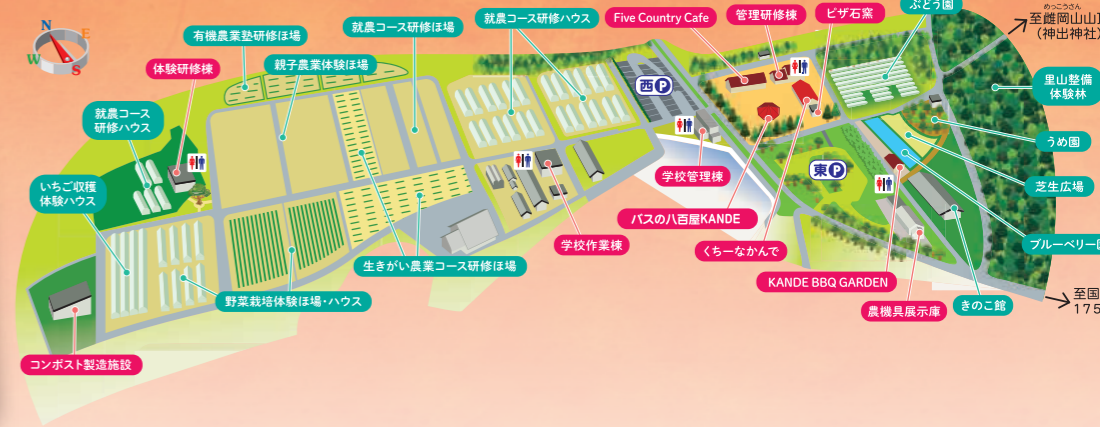 N
E
W
S
有機農業塾研修ほ場
就農コース研修ほ場
就農コース研修ハウス
Five Country Cafe
管理研修棟
ピザ石窯
ぶどう園
めっこうさん
至雌岡山山頂
(神出神社)
体験研修棟
親子農業体験ほ場
西P
里山整備
体験林
就農コース
研修ハウス
うめ園
学校管理棟
東P
芝生広場
いちご収穫
体験ハウス
バスの八百屋KANDE
学校作業棟
くちーなかんで
ブルーベリー園
生きがい農業コース研修ほ場
KANDE BBQ GARDEN
野菜栽培体験ほ場・ハウス
農機具展示庫
きのこ館
至国
175
コンポスト製造施設